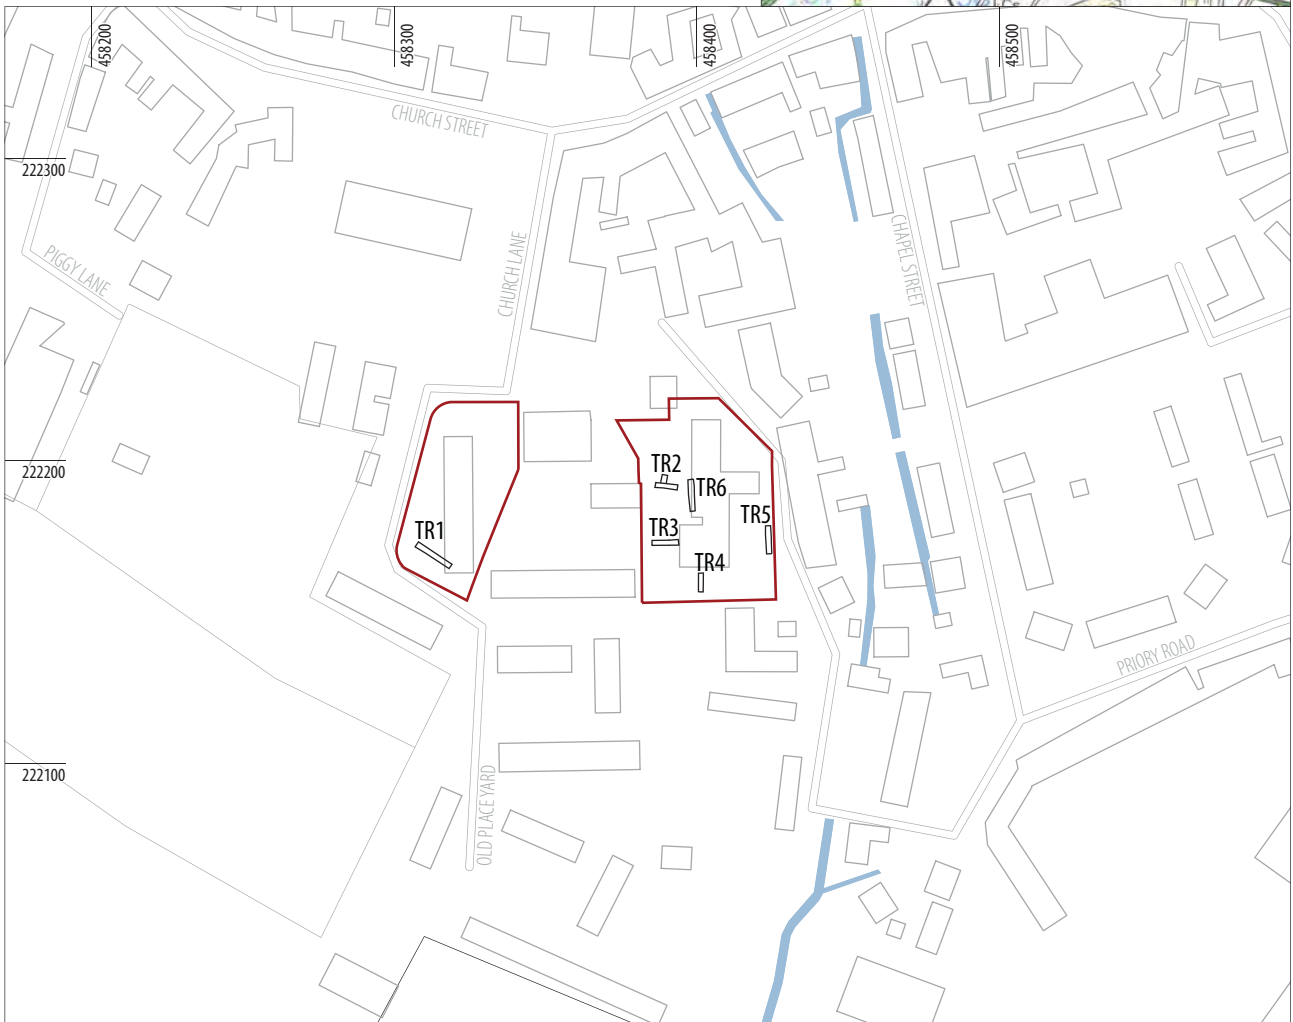 LCs
458200
458300
458400
458500
CHURCH STREET
222300
PIGGY LANE
CHURCH LANE
CHAPEL STREET
222200
TR2
TR6
TR3
TR5
TR1
TR4
PRIORY ROAD
222100
OLD PLACE YARD